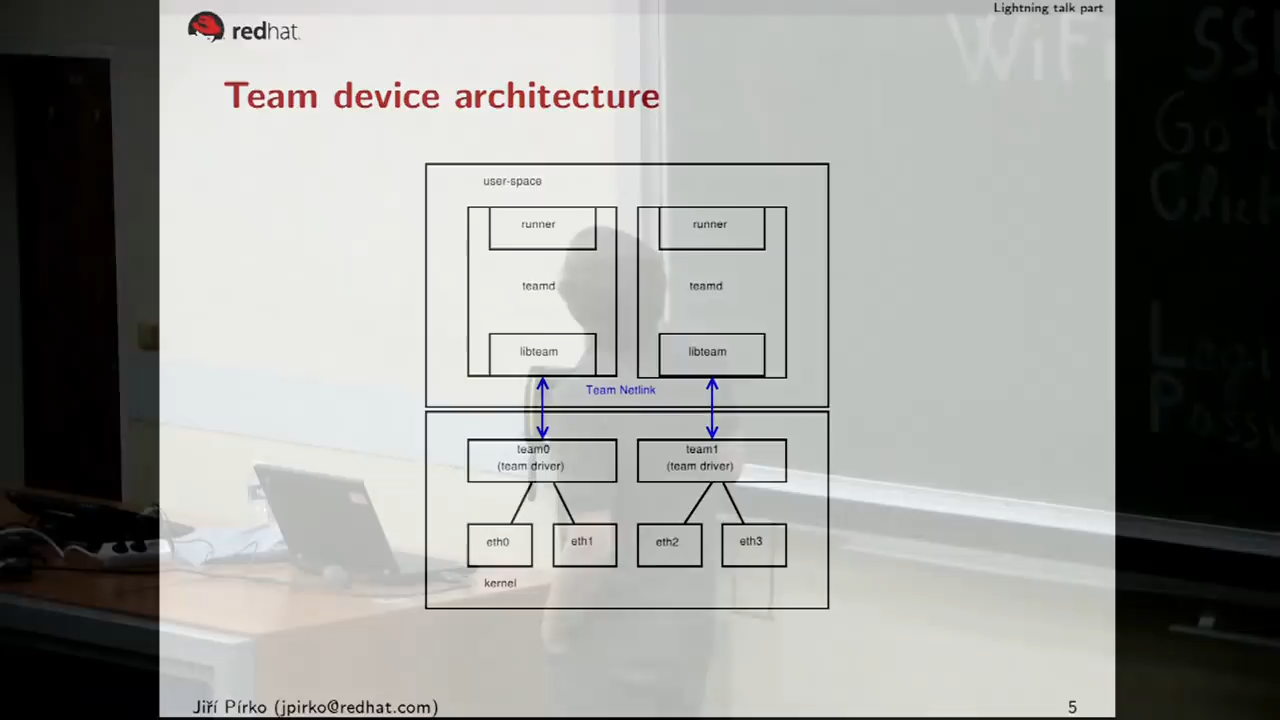 Lightning talk part
redhat.
WiFi
Team device architecture
user-space
runner
runner
teamd
teamd
libteam
libteam
Team Netlink
team0
(team driver)
team1
(team driver)
eth0
eth1
eth2
eth3
kernel
Jiří Pírko (jpirko@redhat.com)
5